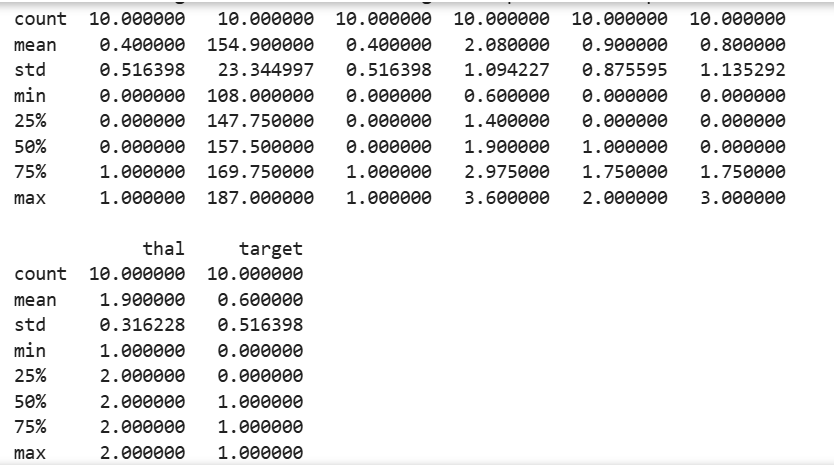 count 10.000000 10.000000 10.000000 10.000000 10.000000 10.000000
mean 0.400000 154.900000 0.400000 2.080000 0.900000 0.800000
std 0.516398 23.344997 0.516398 1.094227 0.875595 1.135292
min 0.000000 108.000000 0.000000 0.600000 0.000000 0.000000
25% 0.000000 147.750000 0.000000 1.400000 0.000000 0.000000
50% 0.000000 157.500000 0.000000 1.900000 1.000000 0.000000
75% 1.000000 169.750000 1.000000 2.975000 1.750000 1.750000
max 1.000000 187.000000 1.000000 3.600000 2.000000 3.000000
thal target
count 10.000000 10.000000
mean 1.900000 0.600000
std 0.316228 0.516398
min 1.000000 0.000000
25% 2.000000 0.000000
50% 2.000000 1.000000
75% 2.000000 1.000000
max 2.000000 1.000000